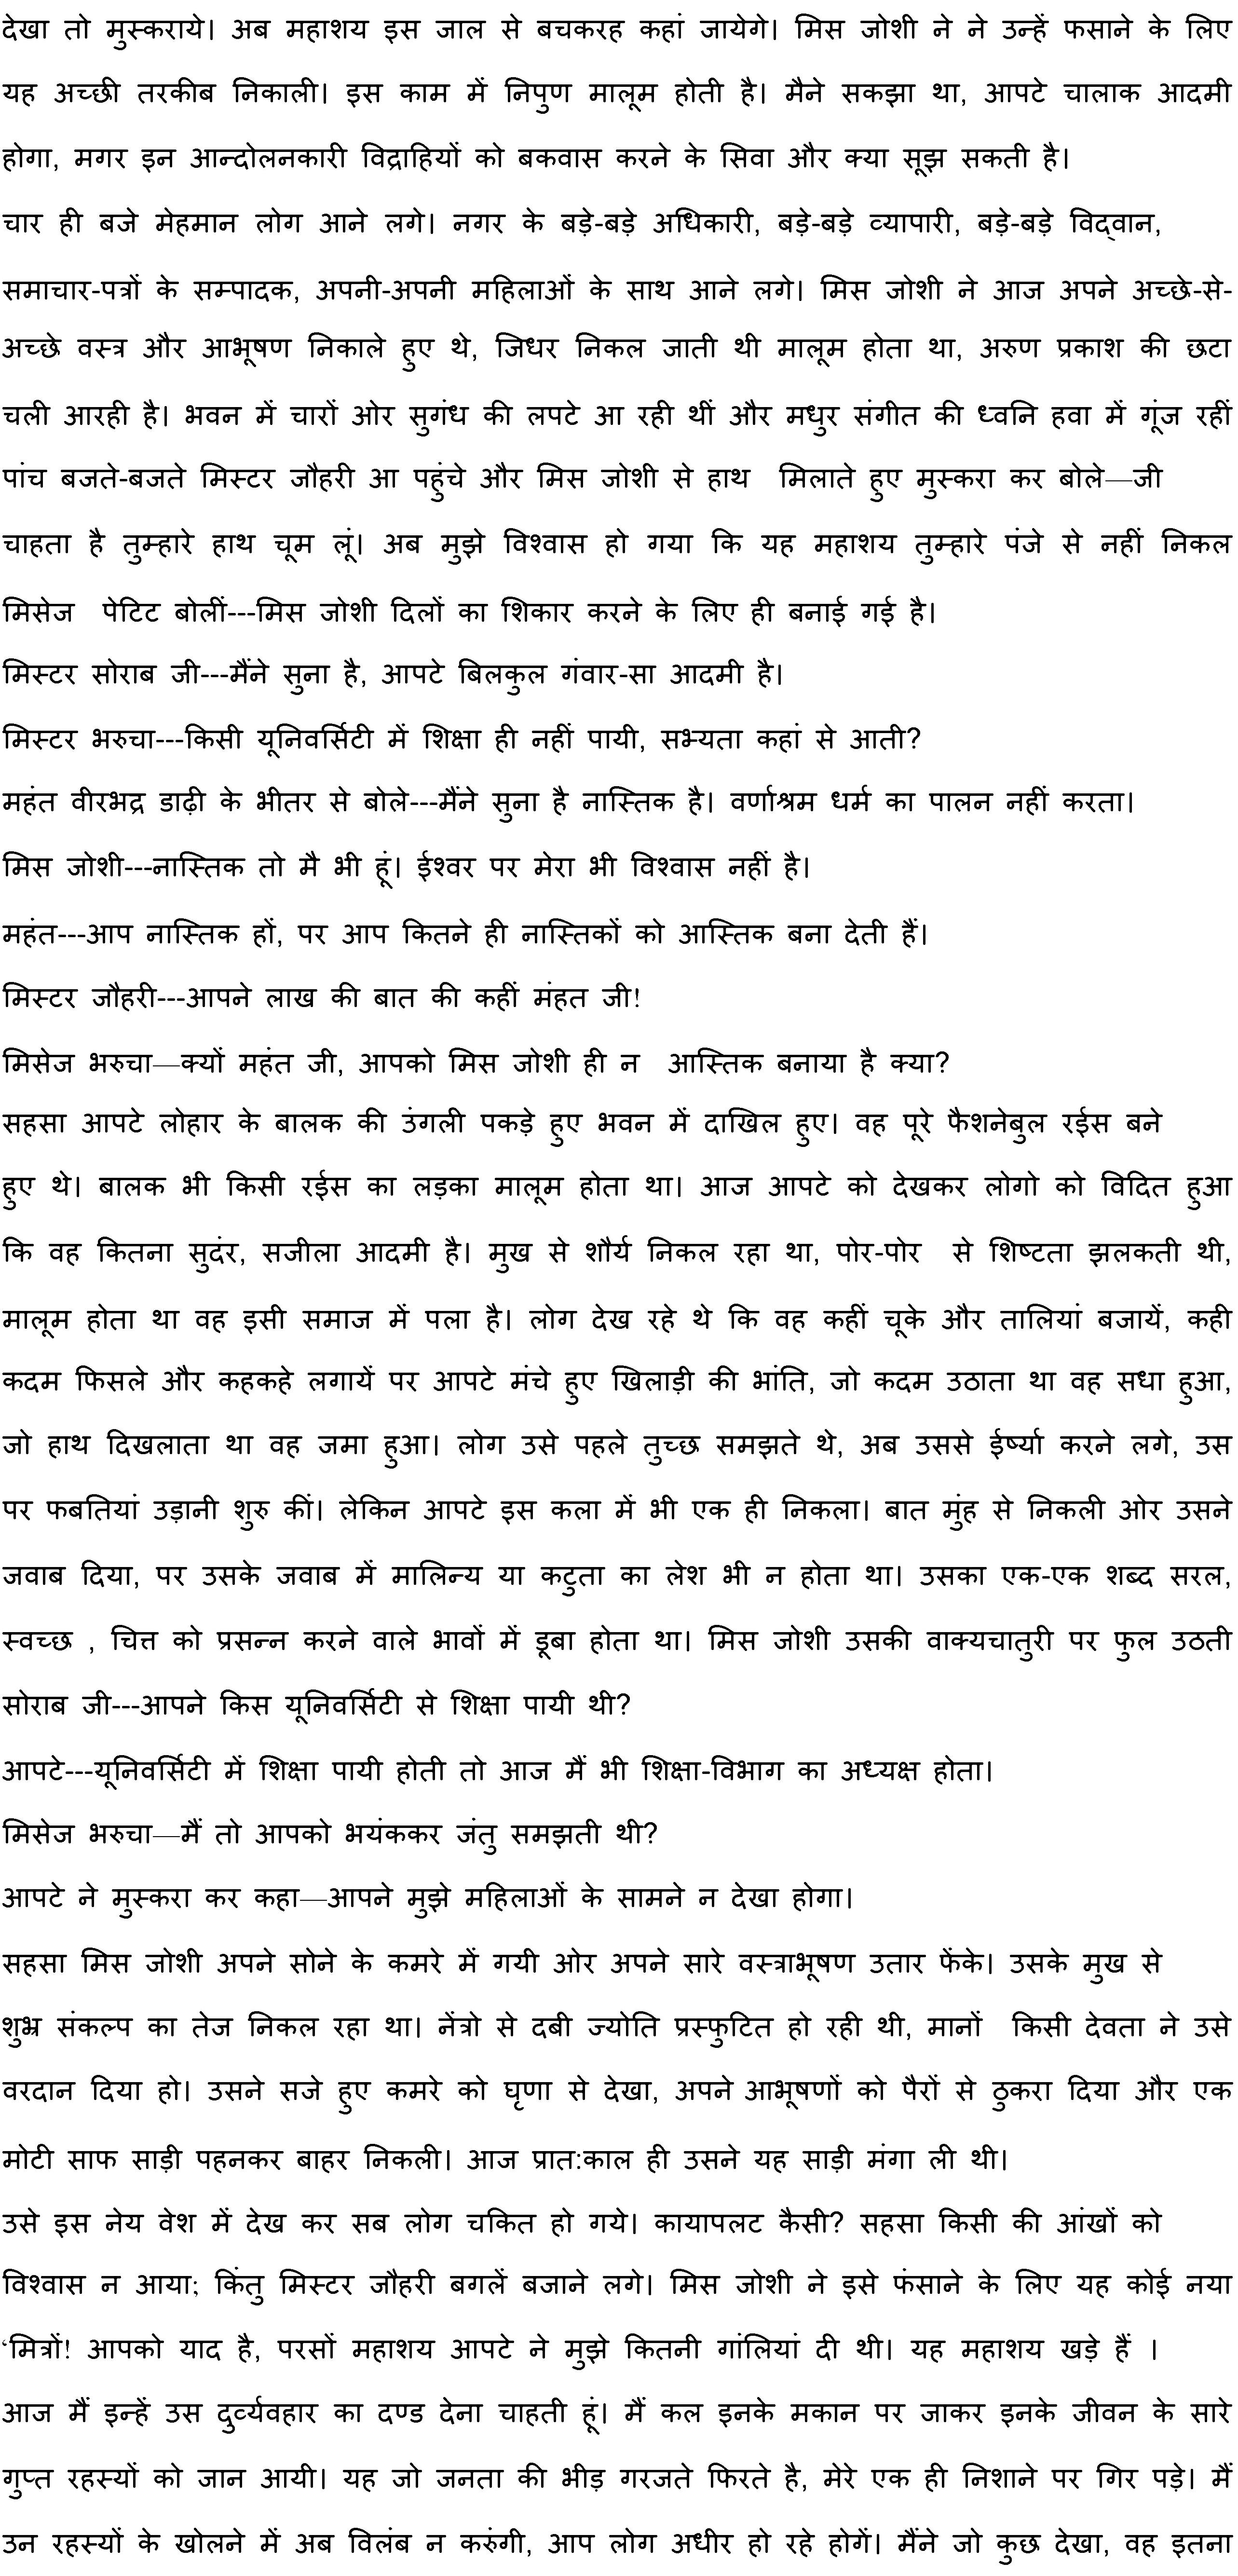 देखा तो मुस्कराये। अब महाशय इस जाल से बचकरह कहां जायेगे। मिस जोशी ने ने उन्हें फसाने के लिए
यह अच्छी तरकीब निकाली। इस काम में निपुण मालूम होती है। मैने सकझा था, आपटे चालाक आदमी
होगा, मगर इन आन्दोलनकारी विद्राहियों को बकवास करने के सिवा और क्या सूझ सकती है।
चार ही बजे मेहमान लोग आने लगे। नगर के बड़े-बड़े अधिकारी, बड़े-बड़े व्यापारी, बड़े-बड़े विद्वान,
समाचार-पत्रों के सम्पादक, अपनी-अपनी महिलाओं के साथ आने लगे। मिस जोशी ने आज अपने अच्छे-से-
अच्छे वस्त्र और आभूषण निकाले हुए थे, जिधर निकल जाती थी मालूम होता था, अरुण प्रकाश की छटा
चली आरही है। भवन में चारों ओर सुगंध की लपटे आ रही थीं और मधुर संगीत की ध्वनि हवा में गूंज रहीं
पांच बजते-बजते मिस्टर जौहरी आ पहुंचे और मिस जोशी से हाथ मिलाते हुए मुस्करा कर बोले—जी
चाहता है तुम्हारे हाथ चूम लूं। अब मुझे विश्वास हो गया कि यह महाशय तुम्हारे पंजे से नहीं निकल
मिसेज पेटिट बोलीं---मिस जोशी दिलों का शिकार करने के लिए ही बनाई गई है।
मिस्टर सोराब जी---मैंने सुना है, आपटे बिलकुल गंवार-सा आदमी है।
मिस्टर भरुचा---किसी यूनिवर्सिटी में शिक्षा ही नहीं पायी, सभ्यता कहां से आती?
महंत वीरभद्र डाढ़ी के भीतर से बोले---मैंने सुना है नास्तिक है। वर्णाश्रम धर्म का पालन नहीं करता।
मिस जोशी---नास्तिक तो मै भी हूं। ईश्वर पर मेरा भी विश्वास नहीं है।
महंत---आप नास्तिक हों, पर आप कितने ही नास्तिकों को आस्तिक बना देती हैं।
मिस्टर जौहरी---आपने लाख की बात की कहीं मंहत जी!
मिसेज भरुचा—क्यों महंत जी, आपको मिस जोशी ही न आस्तिक बनाया है क्या?
सहसा आपटे लोहार के बालक की उंगली पकड़े हुए भवन में दाखिल हुए। वह पूरे फैशनेबुल रईस बने
हुए थे। बालक भी किसी रईस का लड़का मालूम होता था। आज आपटे को देखकर लोगो को विदित हुआ
कि वह कितना सुदंर, सजीला आदमी है। मुख से शौर्य निकल रहा था, पोर-पोर से शिष्टता झलकती थी,
मालूम होता था वह इसी समाज में पला है। लोग देख रहे थे कि वह कहीं चूके और तालियां बजायें, कही
कदम फिसले और कहकहे लगायें पर आपटे मंचे हुए खिलाड़ी की भांति, जो कदम उठाता था वह सधा हुआ,
जो हाथ दिखलाता था वह जमा हुआ। लोग उसे पहले तुच्छ समझते थे, अब उससे ईर्ष्या करने लगे, उस
पर फबतियां उड़ानी शुरु कीं। लेकिन आपटे इस कला में भी एक ही निकला। बात मुंह से निकली ओर उसने
जवाब दिया, पर उसके जवाब में मालिन्य या कटुता का लेश भी न होता था। उसका एक-एक शब्द सरल,
स्वच्छ , चित्त को प्रसन्न करने वाले भावों में डूबा होता था। मिस जोशी उसकी वाक्यचातुरी पर फुल उठती
सोराब जी---आपने किस यूनिवर्सिटी से शिक्षा पायी थी?
आपटे---यूनिवर्सिटी में शिक्षा पायी होती तो आज मैं भी शिक्षा-विभाग का अध्यक्ष होता।
मिसेज भरुचा—मैं तो आपको भयंककर जंतु समझती थी?
आपटे ने मुस्करा कर कहा—आपने मुझे महिलाओं के सामने न देखा होगा।
सहसा मिस जोशी अपने सोने के कमरे में गयी ओर अपने सारे वस्त्राभूषण उतार फेंके। उसके मुख से
शुभ्र संकल्प का तेज निकल रहा था। नेंत्रो से दबी ज्योति प्रस्फुटित हो रही थी, मानों किसी देवता ने उसे
वरदान दिया हो। उसने सजे हुए कमरे को घृणा से देखा, अपने आभूषणों को पैरों से ठुकरा दिया और एक
मोटी साफ साड़ी पहनकर बाहर निकली। आज प्रात:काल ही उसने यह साड़ी मंगा ली थी।
उसे इस नेय वेश में देख कर सब लोग चकित हो गये। कायापलट कैसी? सहसा किसी की आंखों को
विश्वास न आया; किंतु मिस्टर जौहरी बगलें बजाने लगे। मिस जोशी ने इसे फंसाने के लिए यह कोई नया
‘मित्रों! आपको याद है, परसों महाशय आपटे ने मुझे कितनी गांलियां दी थी। यह महाशय खड़े हैं ।
आज मैं इन्हें उस दुर्व्यवहार का दण्ड देना चाहती हूं। मैं कल इनके मकान पर जाकर इनके जीवन के सारे
गुप्त रहस्यों को जान आयी। यह जो जनता की भीड़ गरजते फिरते है, मेरे एक ही निशाने पर गिर पड़े। मैं
उन रहस्यों के खोलने में अब विलंब न करुंगी, आप लोग अधीर हो रहे होगें। मैंने जो कुछ देखा, वह इतना